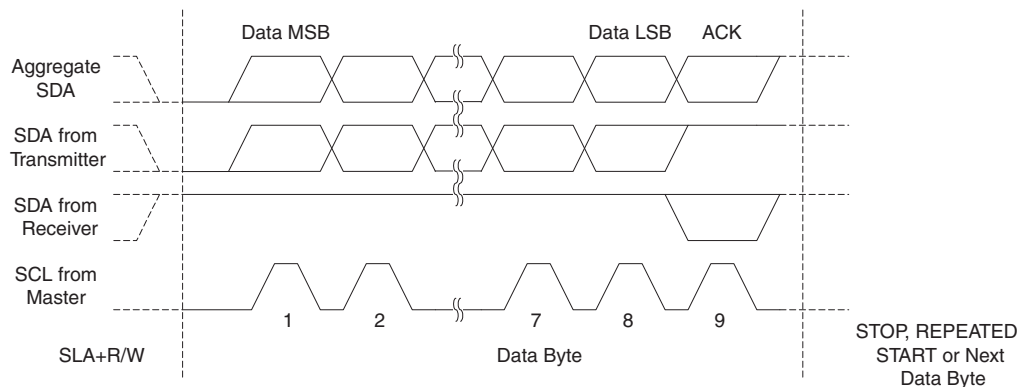 Data MSB
Data LSB
ACK
Aggregate
SDA
SDA from
Transmitter
SDA from
Receiver
SCL from
Master
1
2
7
8
9
SLA+R/W
Data Byte
STOP, REPEATED
START or Next
Data Byte